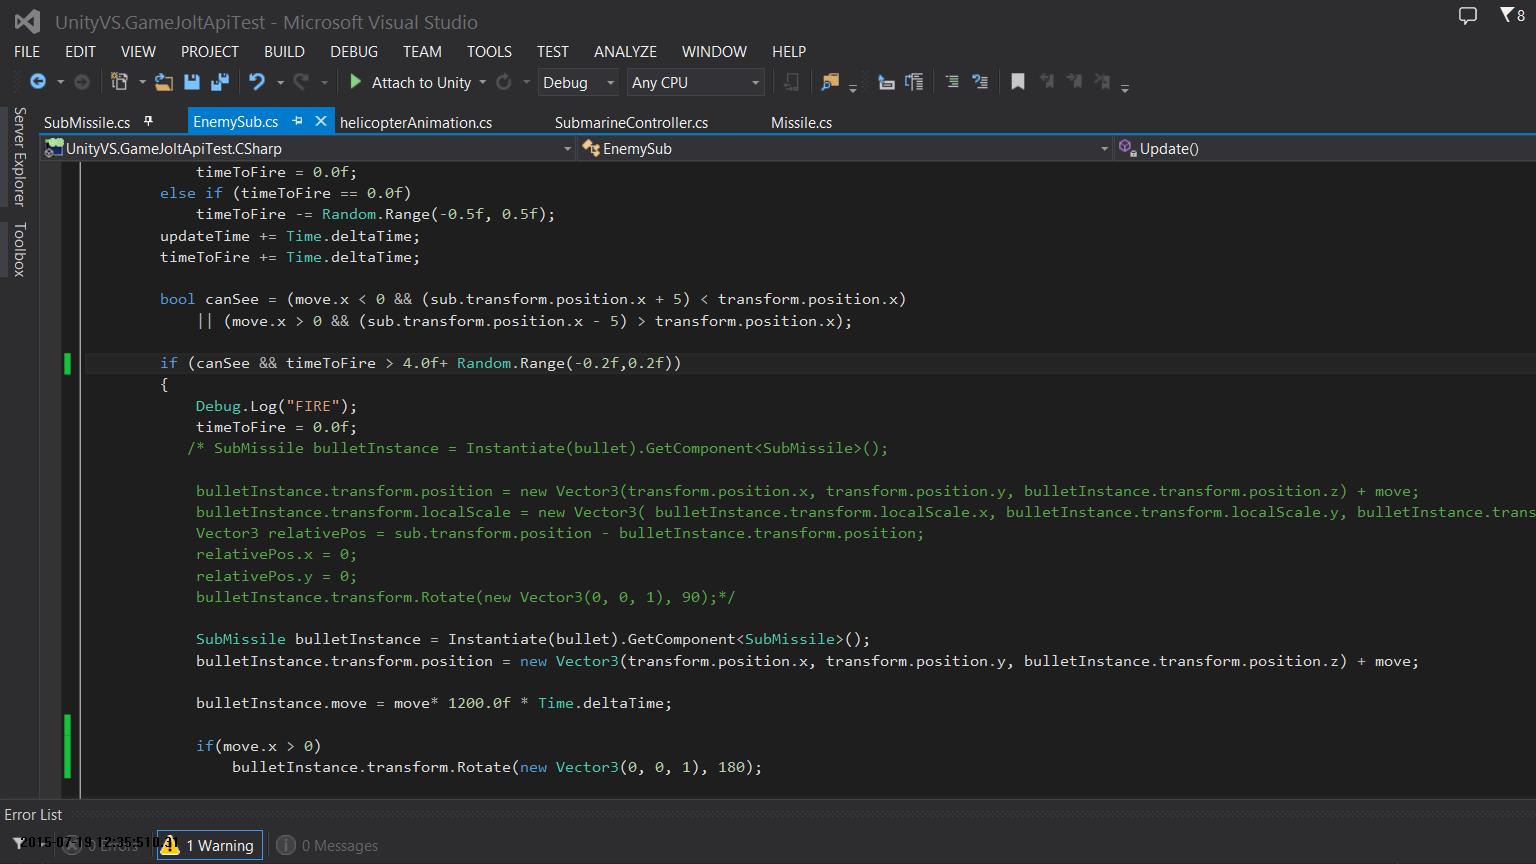 UnityVS.GameJoltApiTest - Microsoft Visual Studio
8
FILE EDIT VIEW PROJECT BUILD DEBUG TEAM TOOLS TEST ANALYZE WINDOW HELP
Attach to Unity Debug Any CPU
Server Explorer
Toolbox
SubMissile.cs EnemySub.cs helicopterAnimation.cs SubmarineController.cs Missile.cs
UnityVS.GameJoltApiTest.CSharp EnemySub Update()
timeToFire = 0.0f;
else if (timeToFire == 0.0f)
timeToFire -= Random.Range(-0.5f, 0.5f);
updateTime += Time.deltaTime;
timeToFire += Time.deltaTime;
bool canSee = (move.x < 0 && (sub.transform.position.x + 5) < transform.position.x)
|| (move.x > 0 && (sub.transform.position.x - 5) > transform.position.x);
if (canSee && timeToFire > 4.0f+ Random.Range(-0.2f,0.2f))
{
Debug.Log("FIRE");
timeToFire = 0.0f;
/* SubMissile bulletInstance = Instantiate(bullet).GetComponent<SubMissile>();
bulletInstance.transform.position = new Vector3(transform.position.x, transform.position.y, bulletInstance.transform.position.z) + move;
bulletInstance.transform.localScale = new Vector3( bulletInstance.transform.localScale.x, bulletInstance.transform.localScale.y, bulletInstance.trans
Vector3 relativePos = sub.transform.position - bulletInstance.transform.position;
relativePos.x = 0;
relativePos.y = 0;
bulletInstance.transform.Rotate(new Vector3(0, 0, 1), 90);*/
SubMissile bulletInstance = Instantiate(bullet).GetComponent<SubMissile>();
bulletInstance.transform.position = new Vector3(transform.position.x, transform.position.y, bulletInstance.transform.position.z) + move;
bulletInstance.move = move* 1200.0f * Time.deltaTime;
if(move.x > 0)
bulletInstance.transform.Rotate(new Vector3(0, 0, 1), 180);
Error List
0 Errors 1 Warning 0 Messages